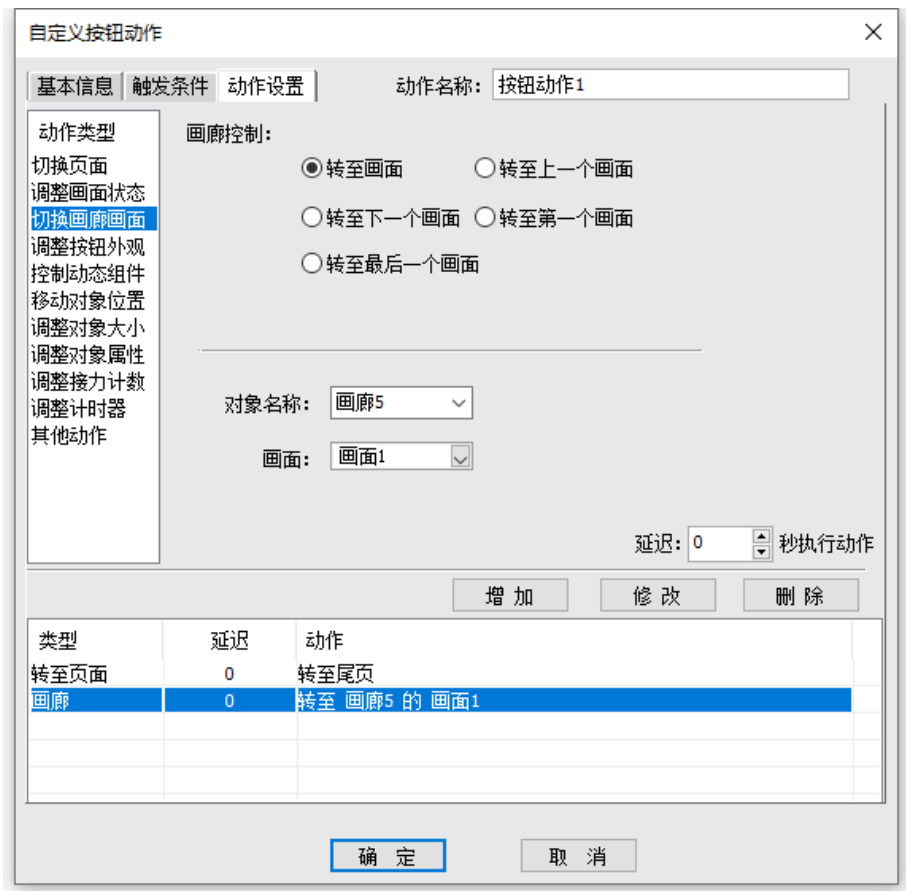 自定义按钮动作
基本信息 触发条件 动作设置 动作名称: 按钮动作1
动作类型
切换页面
调整画面状态
切换画廊画面
调整按钮外观
控制动态组件
移动对象位置
调整对象大小
调整对象属性
调整接力计数
调整计时器
其他动作
画廊控制:
转至画面 转至上一个画面
转至下一个画面 转至第一个画面
转至最后一个画面
对象名称: 画廊5
画面: 画面1
延迟: 0 秒执行动作
增 加 修 改 删 除
类型 延迟 动作
转至页面 0 转至尾页
画廊 0 转至 画廊5 的 画面1
确 定 取 消